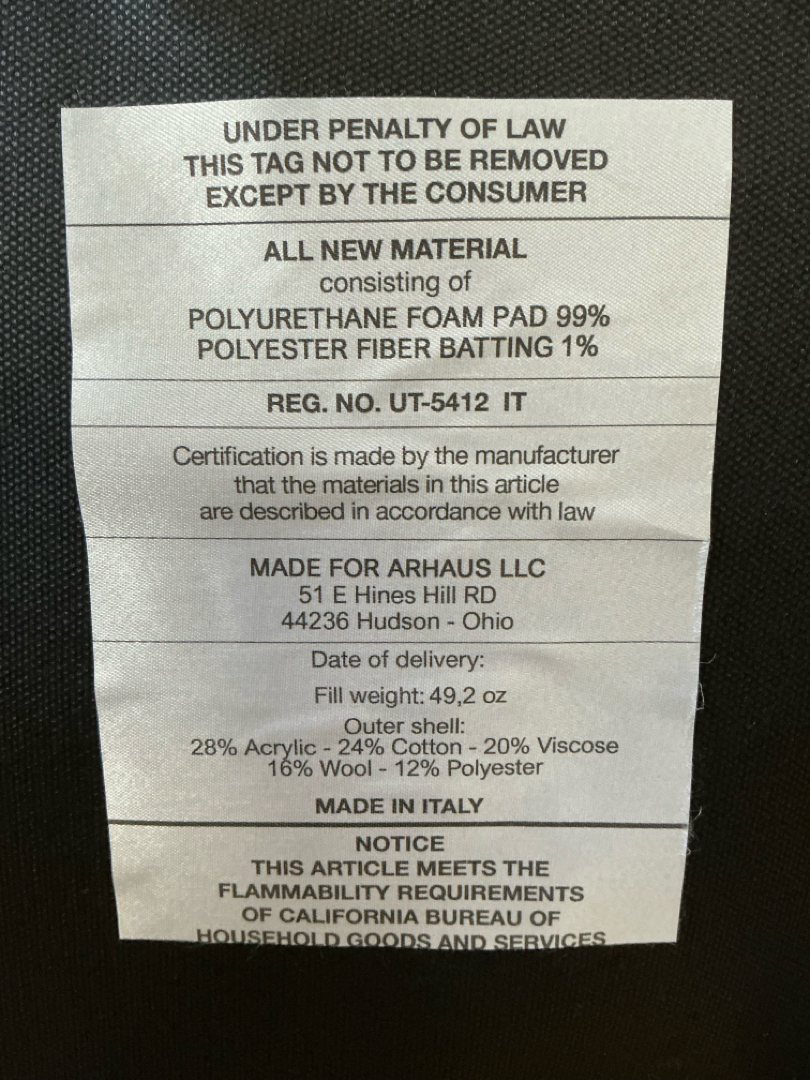 UNDER PENALTY OF LAW
THIS TAG NOT TO BE REMOVED
EXCEPT BY THE CONSUMER
ALL NEW MATERIAL
consisting of
POLYURETHANE FOAM PAD 99%
POLYESTER FIBER BATTING 1%
REG. NO. UT-5412 IT
Certification is made by the manufacturer
that the materials in this article
are described in accordance with law
MADE FOR ARHAUS LLC
51 E Hines Hill RD
44236 Hudson - Ohio
Date of delivery:
Fill weight: 49,2 oz
Outer shell:
28% Acrylic - 24% Cotton - 20% Viscose
16% Wool - 12% Polyester
MADE IN ITALY
NOTICE
THIS ARTICLE MEETS THE
FLAMMABILITY REQUIREMENTS
OF CALIFORNIA BUREAU OF
HOUSEHOLD GOODS AND SERVICES